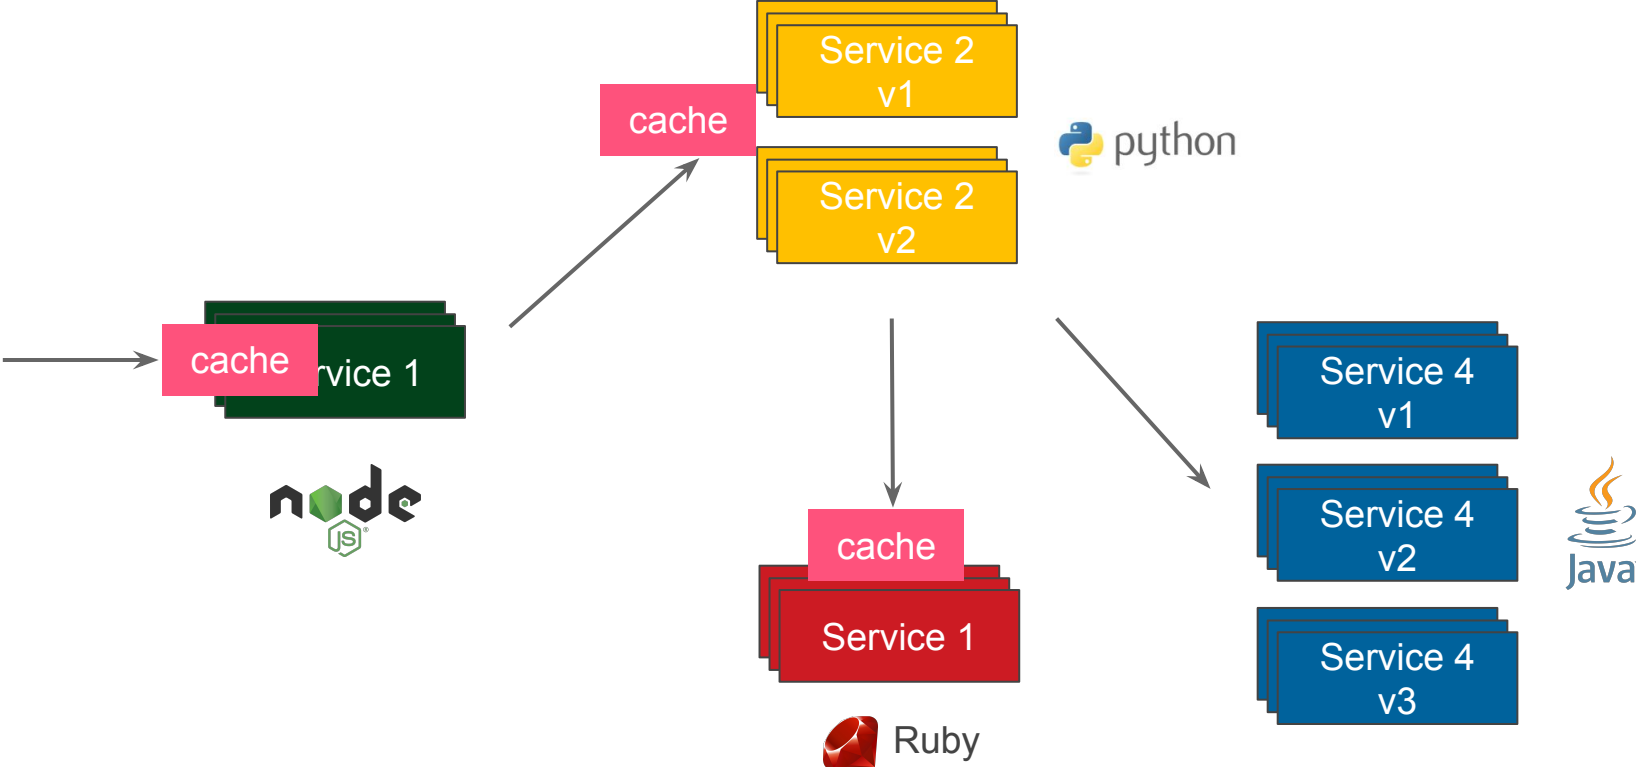 Service 2
v1
cache
python
Service 2
v2
cache
rvice 1
node
JS
®
cache
Service 1
Ruby
Service 4
v1
Service 4
v2
Service 4
v3
Java